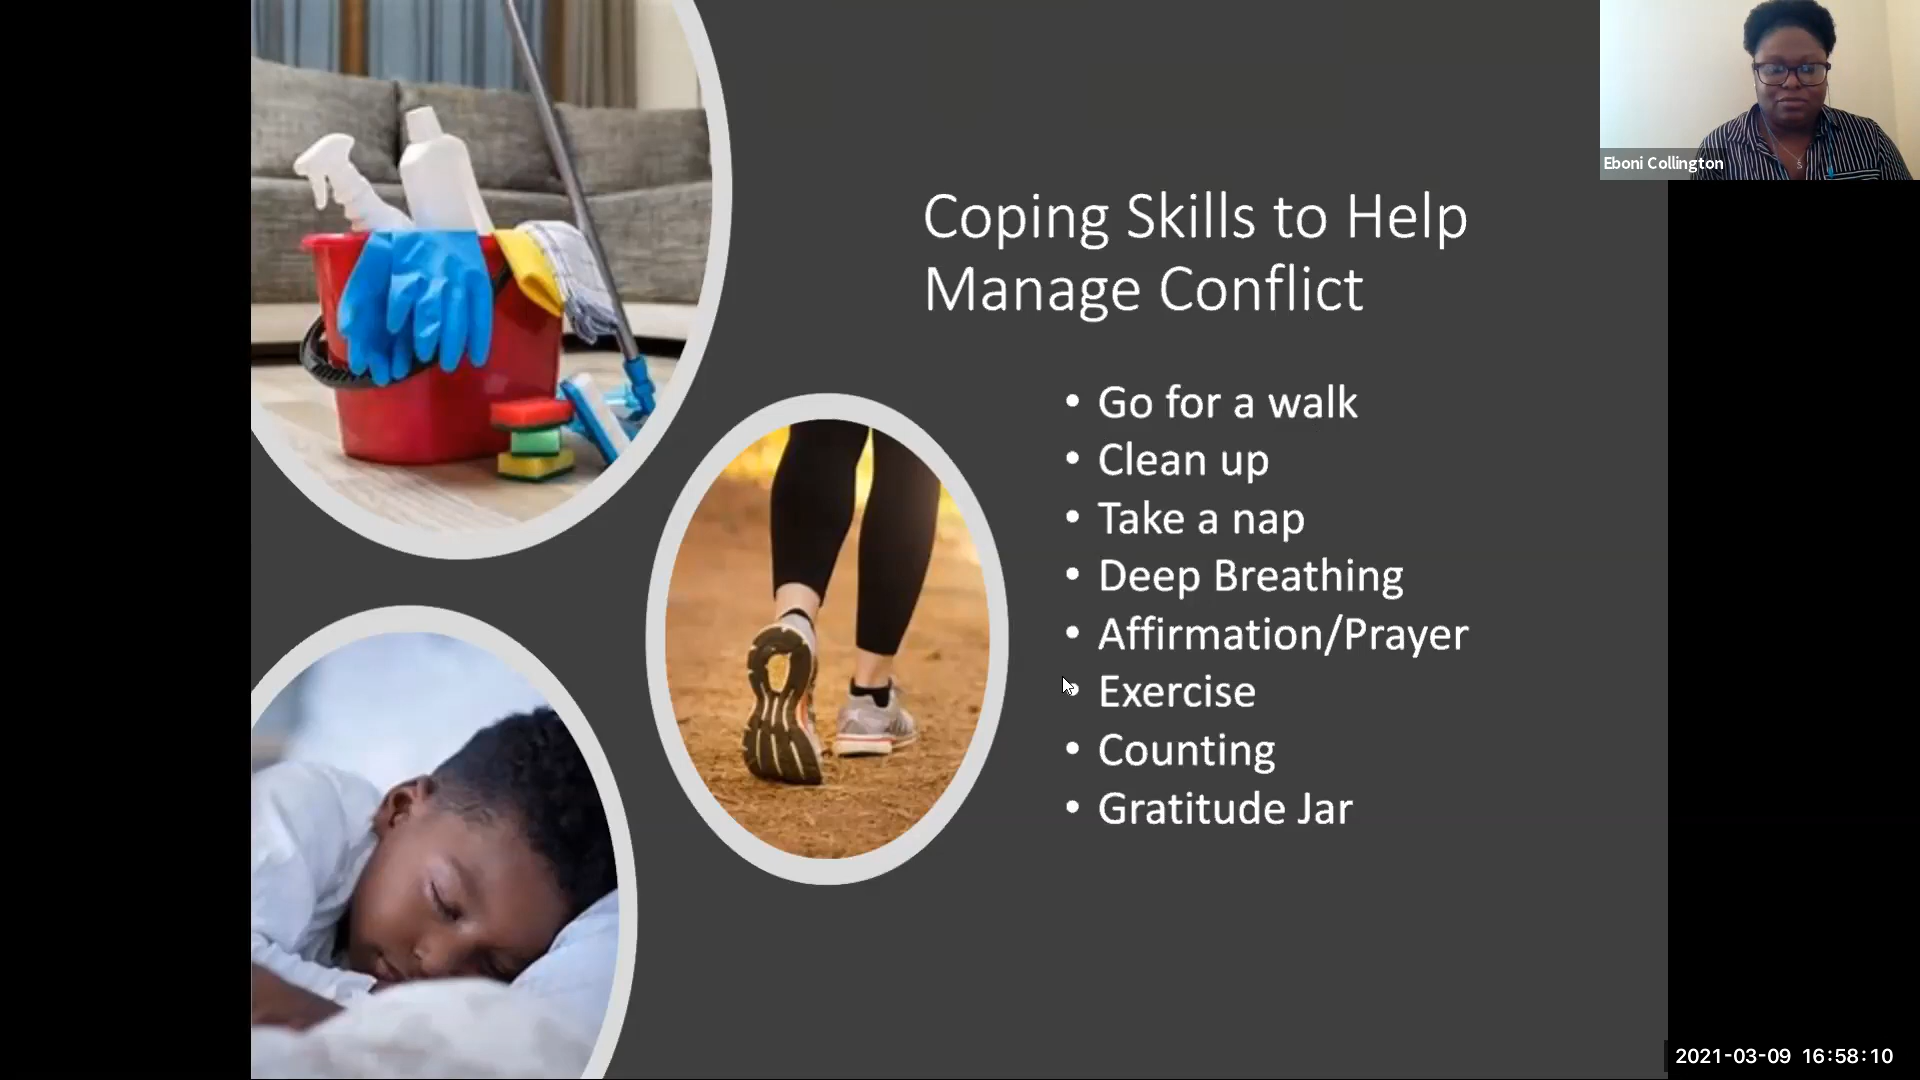 Eboni Collington
Coping Skills to Help
Manage Conflict
• Go for a walk
• Clean up
• Take a nap
• Deep Breathing
• Affirmation/Prayer
• Exercise
• Counting
• Gratitude Jar
2021-03-09 16:58:10